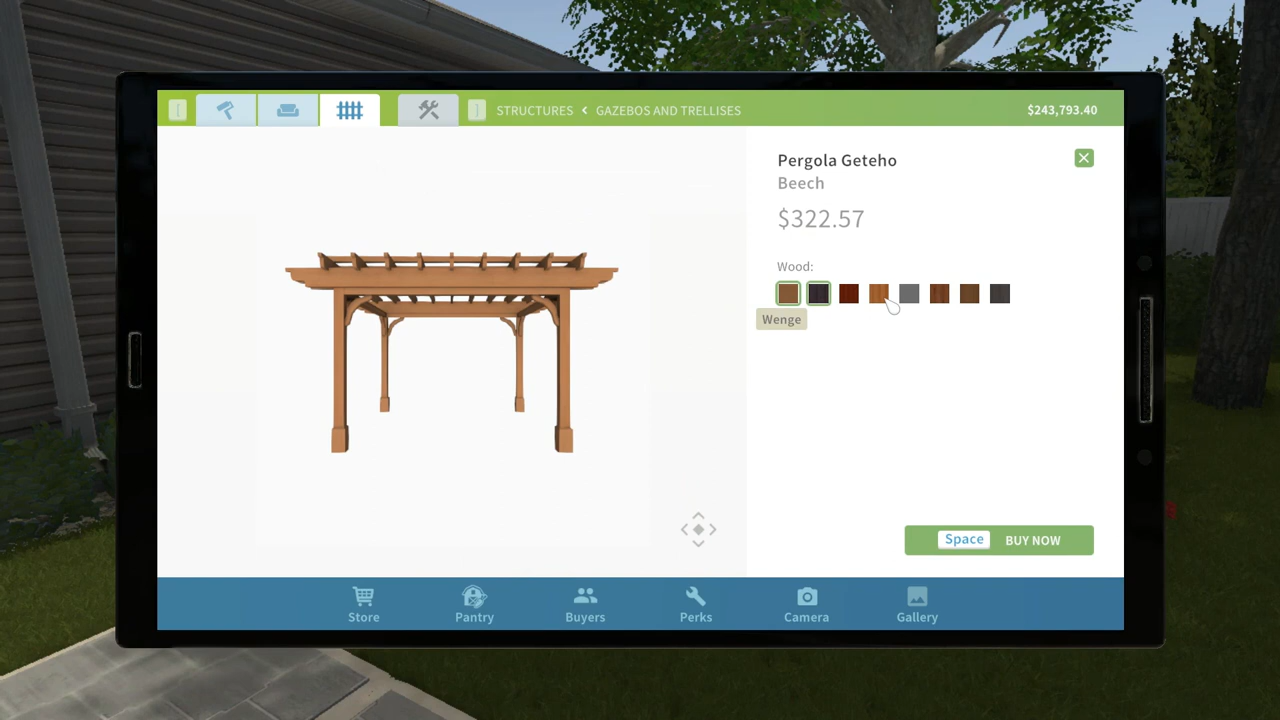 STRUCTURES < GAZEBOS AND TRELLISES
$243,793.40
Pergola Geteho
Beech
$322.57
Wood:
Wenge
Space BUY NOW
Store
Pantry
Buyers
Perks
Camera
Gallery